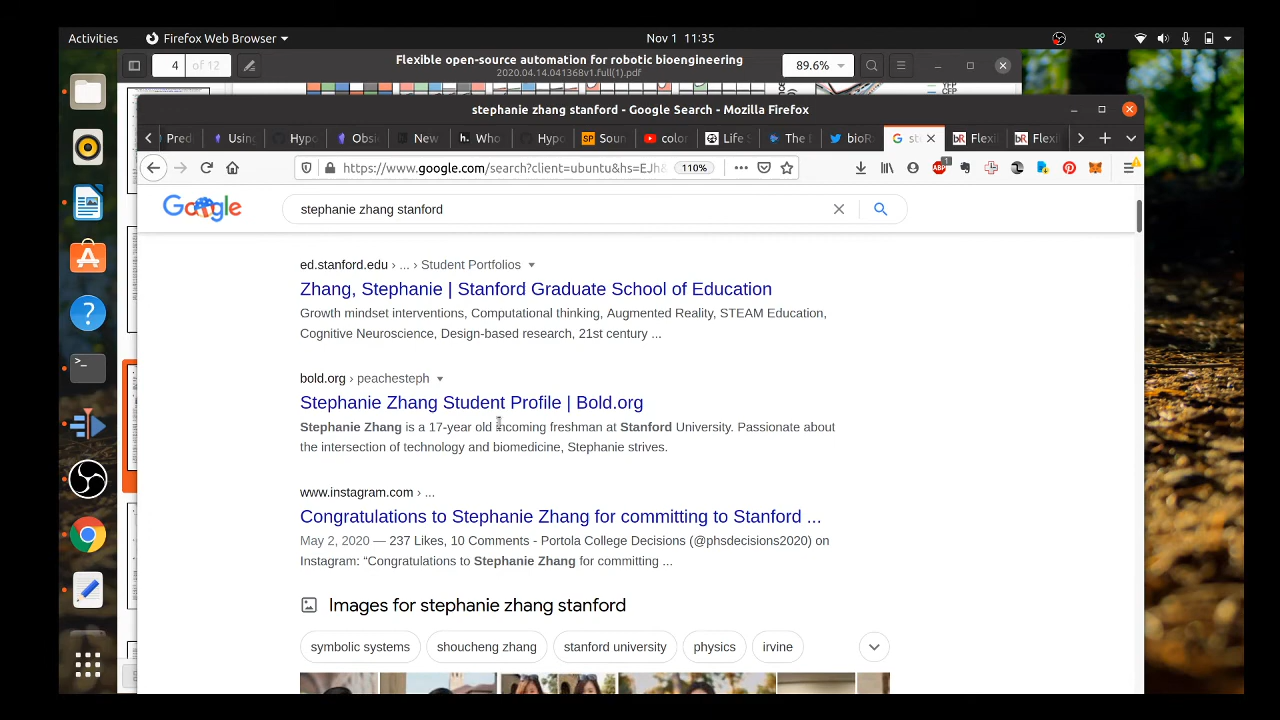 Activities
Firefox Web Browser
Nov 1 11:35
4
of 12
Flexible open-source automation for robotic bioengineering
2020.04.14.041368v1.full(1).pdf
89.6%
stephanie zhang stanford - Google Search - Mozilla Firefox
Pred
Using
Hypo
Obsi
New
Who
Hypo
SP
Soun
color
Life S
The I
bioR
st
bR
Flexil
bR
Flexil
https://www.google.com/search?client=ubuntu&hs=EJh
110%
Google
stephanie zhang stanford
ed.stanford.edu › ... › Student Portfolios
Zhang, Stephanie | Stanford Graduate School of Education
Growth mindset interventions, Computational thinking, Augmented Reality, STEAM Education,
Cognitive Neuroscience, Design-based research, 21st century ...
bold.org › peachesteph
Stephanie Zhang Student Profile | Bold.org
Stephanie Zhang is a 17-year old incoming freshman at Stanford University. Passionate about
the intersection of technology and biomedicine, Stephanie strives.
www.instagram.com › ...
Congratulations to Stephanie Zhang for committing to Stanford ...
May 2, 2020 — 237 Likes, 10 Comments - Portola College Decisions (@phsdecisions2020) on
Instagram: “Congratulations to Stephanie Zhang for committing ...
Images for stephanie zhang stanford
symbolic systems
shoucheng zhang
stanford university
physics
irvine